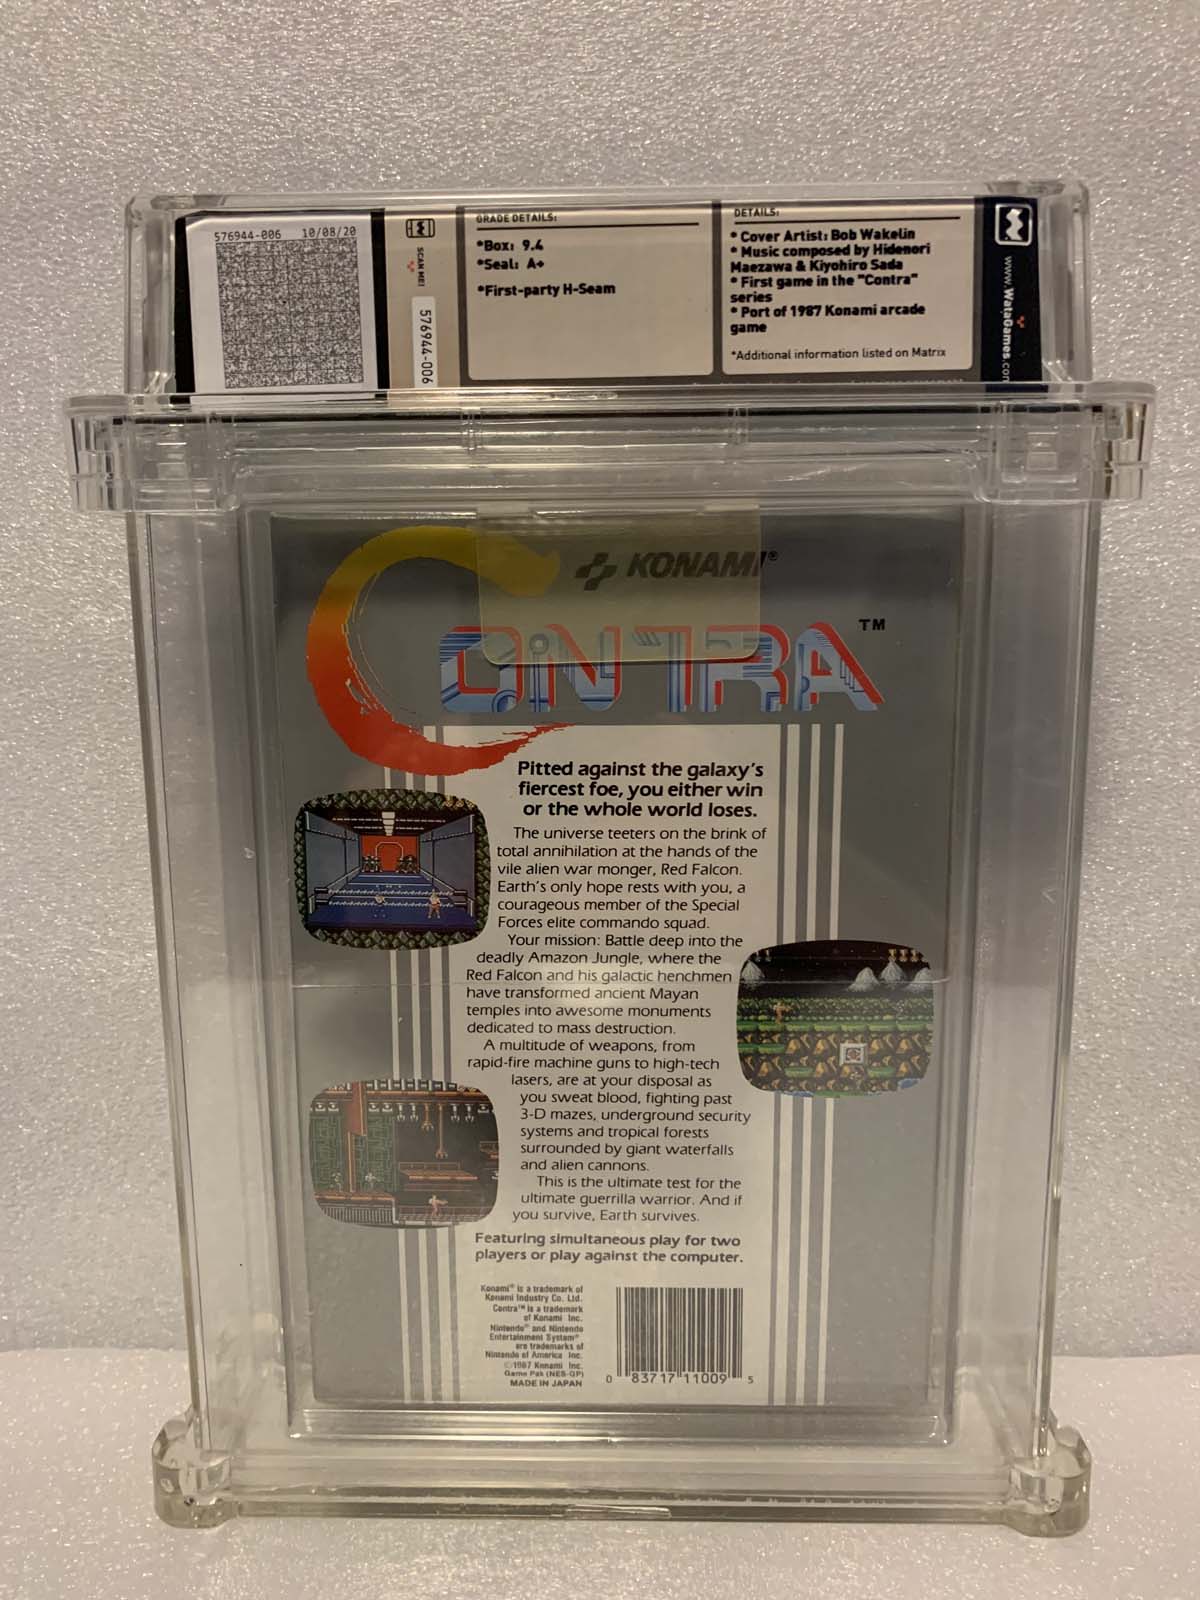 576944-006 10/08/20
SCAN ME!
576944-006
GRADE DETAILS:
*Box: 9.4
*Seal: A+
*First-party H-Seam
DETAILS:
* Cover Artist: Bob Wakelin
* Music composed by Hidenori
Maezawa & Kiyohiro Sada
* First game in the "Contra"
series
* Port of 1987 Konami arcade
game
*Additional information listed on Matrix
www.WataGames.com
KONAMI®
CONTRA™
Pitted against the galaxy's
fiercest foe, you either win
or the whole world loses.
The universe teeters on the brink of
total annihilation at the hands of the
vile alien war monger, Red Falcon.
Earth's only hope rests with you, a
courageous member of the Special
Forces elite commando squad.
Your mission: Battle deep into the
deadly Amazon Jungle, where the
Red Falcon and his galactic henchmen
have transformed ancient Mayan
temples into awesome monuments
dedicated to mass destruction.
A multitude of weapons, from
rapid-fire machine guns to high-tech
lasers, are at your disposal as
you sweat blood, fighting past
3-D mazes, underground security
systems and tropical forests
surrounded by giant waterfalls
and alien cannons.
This is the ultimate test for the
ultimate guerrilla warrior. And if
you survive, Earth survives.
Featuring simultaneous play for two
players or play against the computer.
Konami® is a trademark of
Konami Industry Co. Ltd.
Contra™ is a trademark
of Konami Inc.
Nintendo® and Nintendo
Entertainment System®
are trademarks of
Nintendo of America Inc.
©1987 Konami Inc.
Game Pak (NES-GP)
MADE IN JAPAN
0 83717 11009 5